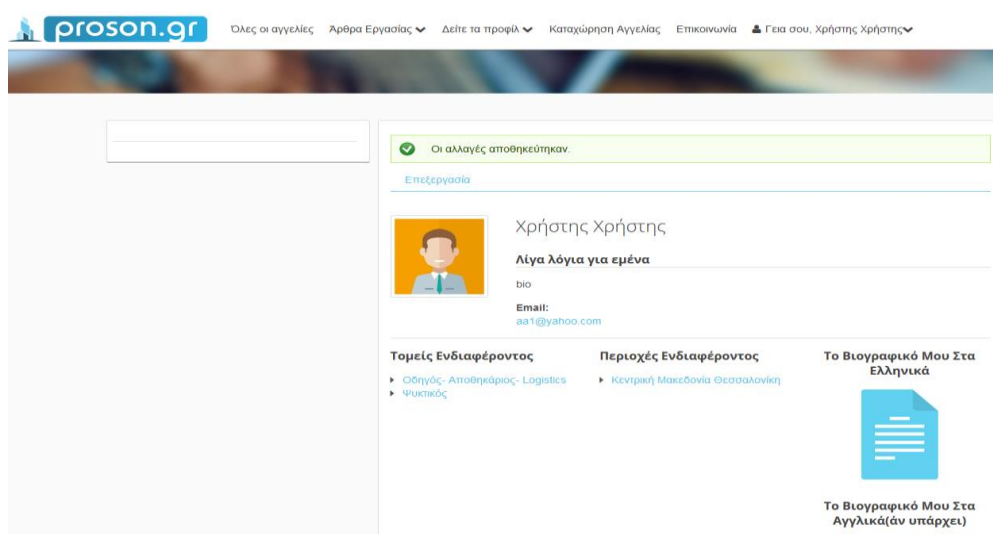 proson.gr
Όλες οι αγγελίες Άρθρα Εργασίας Δείτε τα προφίλ Καταχώρηση Αγγελίας Επικοινωνία Γεια σου, Χρήστης Χρήστης
Οι αλλαγές αποθηκεύτηκαν.
Επεξεργασία
Χρήστης Χρήστης
Λίγα λόγια για εμένα
bio
Email:
aa1@yahoo.com
Τομείς Ενδιαφέροντος
Οδηγός- Αποθηκάριος- Logistics
Ψυκτικός
Περιοχές Ενδιαφέροντος
Κεντρική Μακεδονία Θεσσαλονίκη
Το Βιογραφικό Μου Στα
Ελληνικά
Το Βιογραφικό Μου Στα
Αγγλικά(άν υπάρχει)